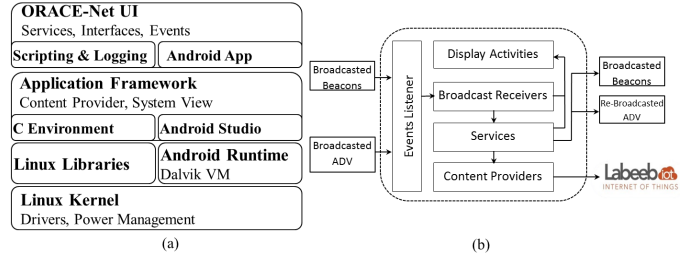 ORACE-Net UI
Services, Interfaces, Events
Scripting & Logging
Android App
Application Framework
Content Provider, System View
C Environment
Android Studio
Linux Libraries
Android Runtime
Dalvik VM
Linux Kernel
Drivers, Power Management
(a)
Broadcasted
Beacons
Broadcasted
ADV
Events Listener
Display Activities
Broadcast Receivers
Services
Content Providers
Broadcasted
Beacons
Re-Broadcasted
ADV
Labeeb iot
INTERNET OF THINGS
(b)